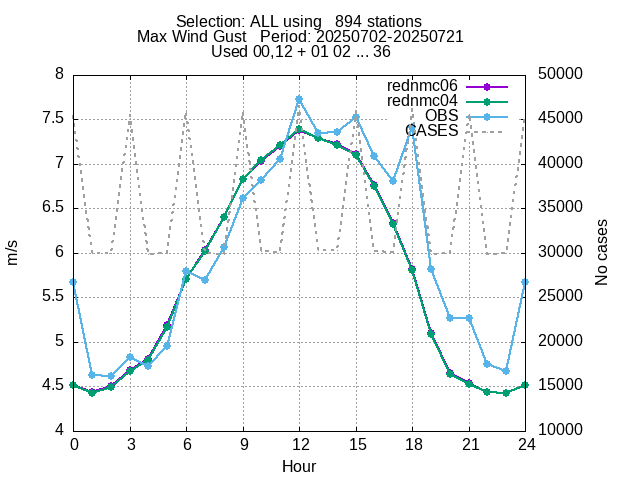 Selection: ALL using   894 stations
Max Wind Gust   Period: 20250702-20250721
Used 00,12 + 01 02 ... 36
8
7.5
7
6.5
6
5.5
5
4.5
4
50000
45000
40000
35000
30000
25000
20000
15000
10000
rednmc06
rednmc04
OBS
CASES
m/s
No cases
0 3 6 9 12 15 18 21 24
Hour